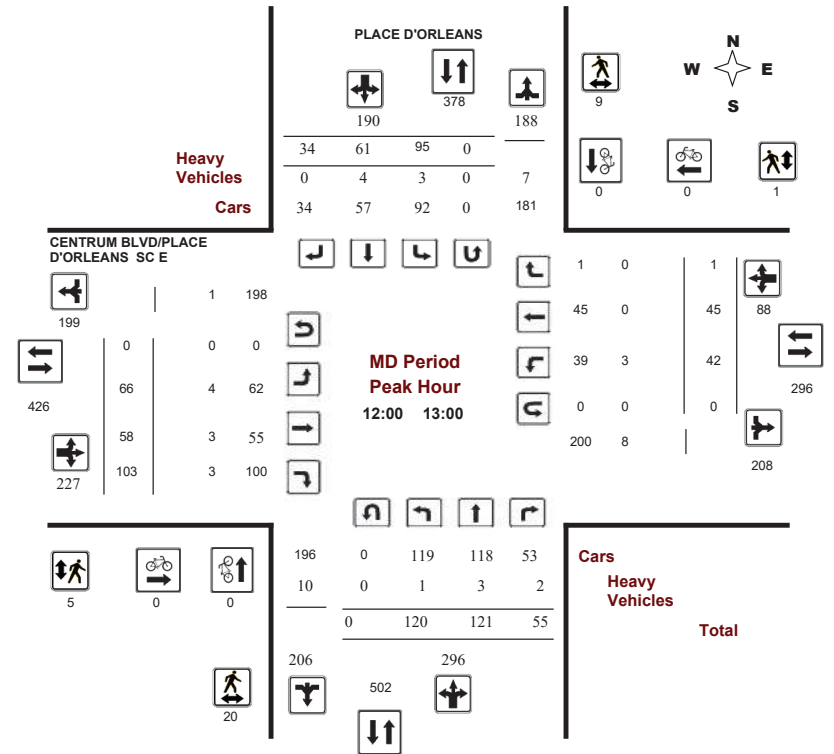 PLACE D'ORLEANS
N
W E
S
378
9
190 188
34 61 95 0
Heavy
Vehicles 0 4 3 0 7
Cars 34 57 92 0 181
0 0 1
CENTRUM BLVD/PLACE
D'ORLEANS SC E
1 198
199
0 0 0
66 4 62
426
58 3 55
103 3 100
227
1 0 1
45 0 45 88
39 3 42
296
0 0 0
200 8
208
MD Period
Peak Hour
12:00 13:00
196 0 119 118 53 Cars
10 0 1 3 2 Heavy
Vehicles
0 120 121 55 Total
5 0 0
206 296
502
20